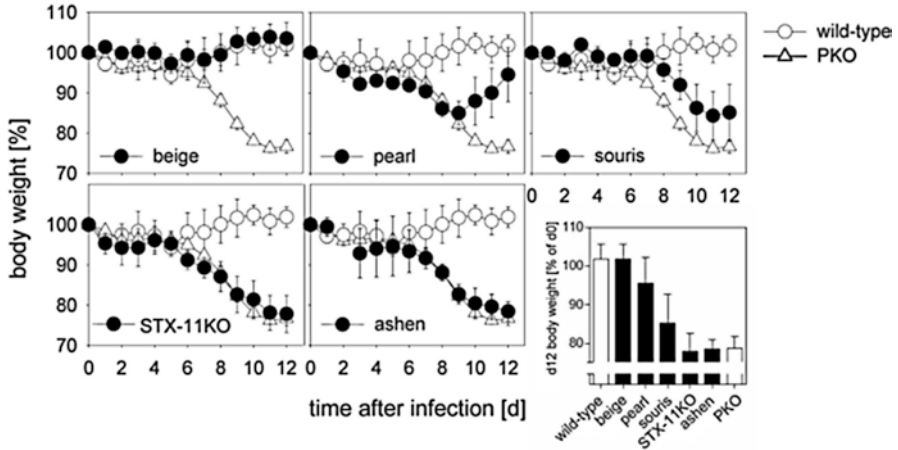 wild-type
PKO
body weight [%]
110
100
90
80
70
beige
pearl
souris
0 2 4 6 8 10 12
100
90
80
70
STX-11KO
ashen
0 2 4 6 8 10 12
0 2 4 6 8 10 12
time after infection [d]
d12 body weight [% of d0]
110
100
90
80
wild-type
beige
pearl
souris
STX-11KO
ashen
PKO